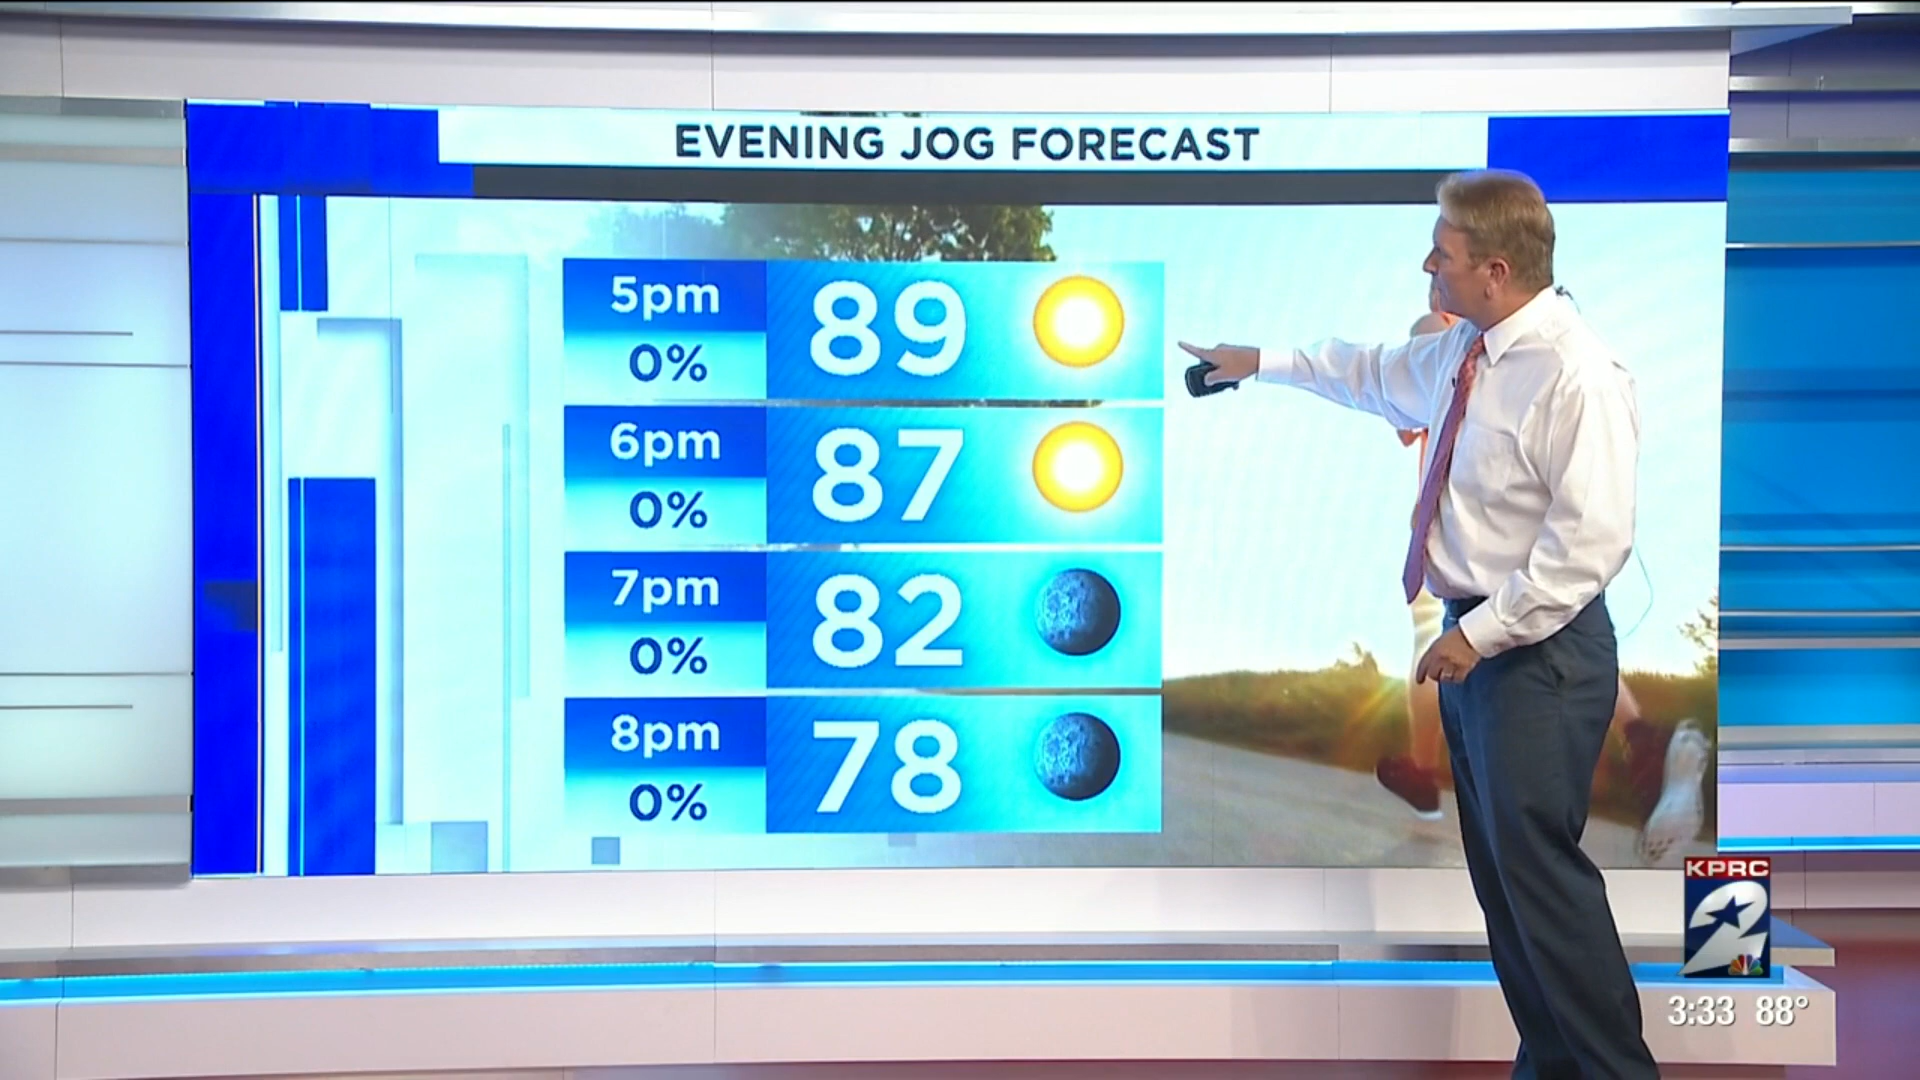 EVENING JOG FORECAST
5pm
0%
89
6pm
0%
87
7pm
0%
82
8pm
0%
78
KPRC
2
3:33 88°